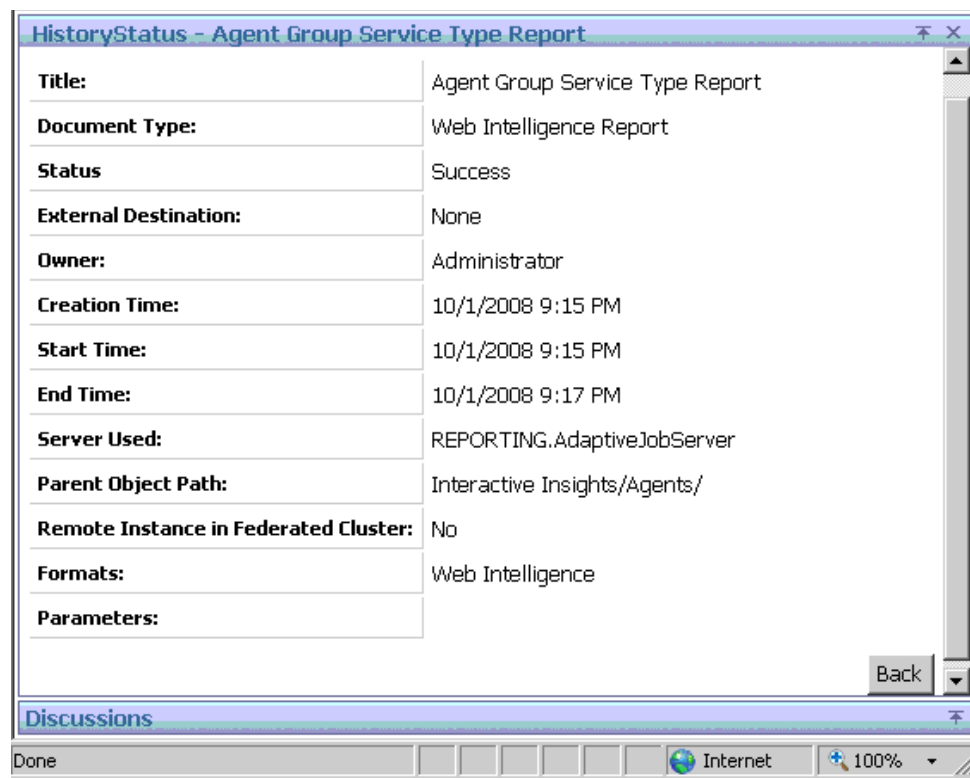 HistoryStatus - Agent Group Service Type Report
Title: Agent Group Service Type Report
Document Type: Web Intelligence Report
Status Success
External Destination: None
Owner: Administrator
Creation Time: 10/1/2008 9:15 PM
Start Time: 10/1/2008 9:15 PM
End Time: 10/1/2008 9:17 PM
Server Used: REPORTING.AdaptiveJobServer
Parent Object Path: Interactive Insights/Agents/
Remote Instance in Federated Cluster: No
Formats: Web Intelligence
Parameters:
Back
Discussions
Done Internet 100%